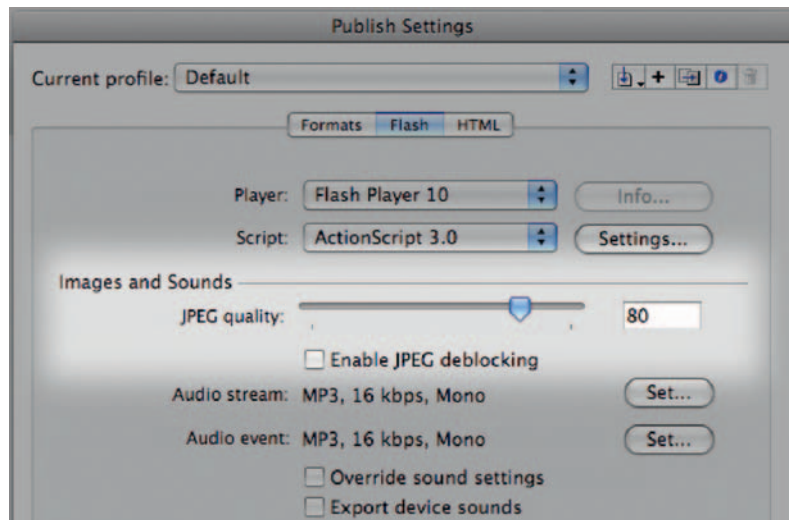 Publish Settings
Current profile: Default
Formats Flash HTML
Player: Flash Player 10 Info...
Script: ActionScript 3.0 Settings...
Images and Sounds
JPEG quality: 80
Enable JPEG deblocking
Audio stream: MP3, 16 kbps, Mono Set...
Audio event: MP3, 16 kbps, Mono Set...
Override sound settings
Export device sounds